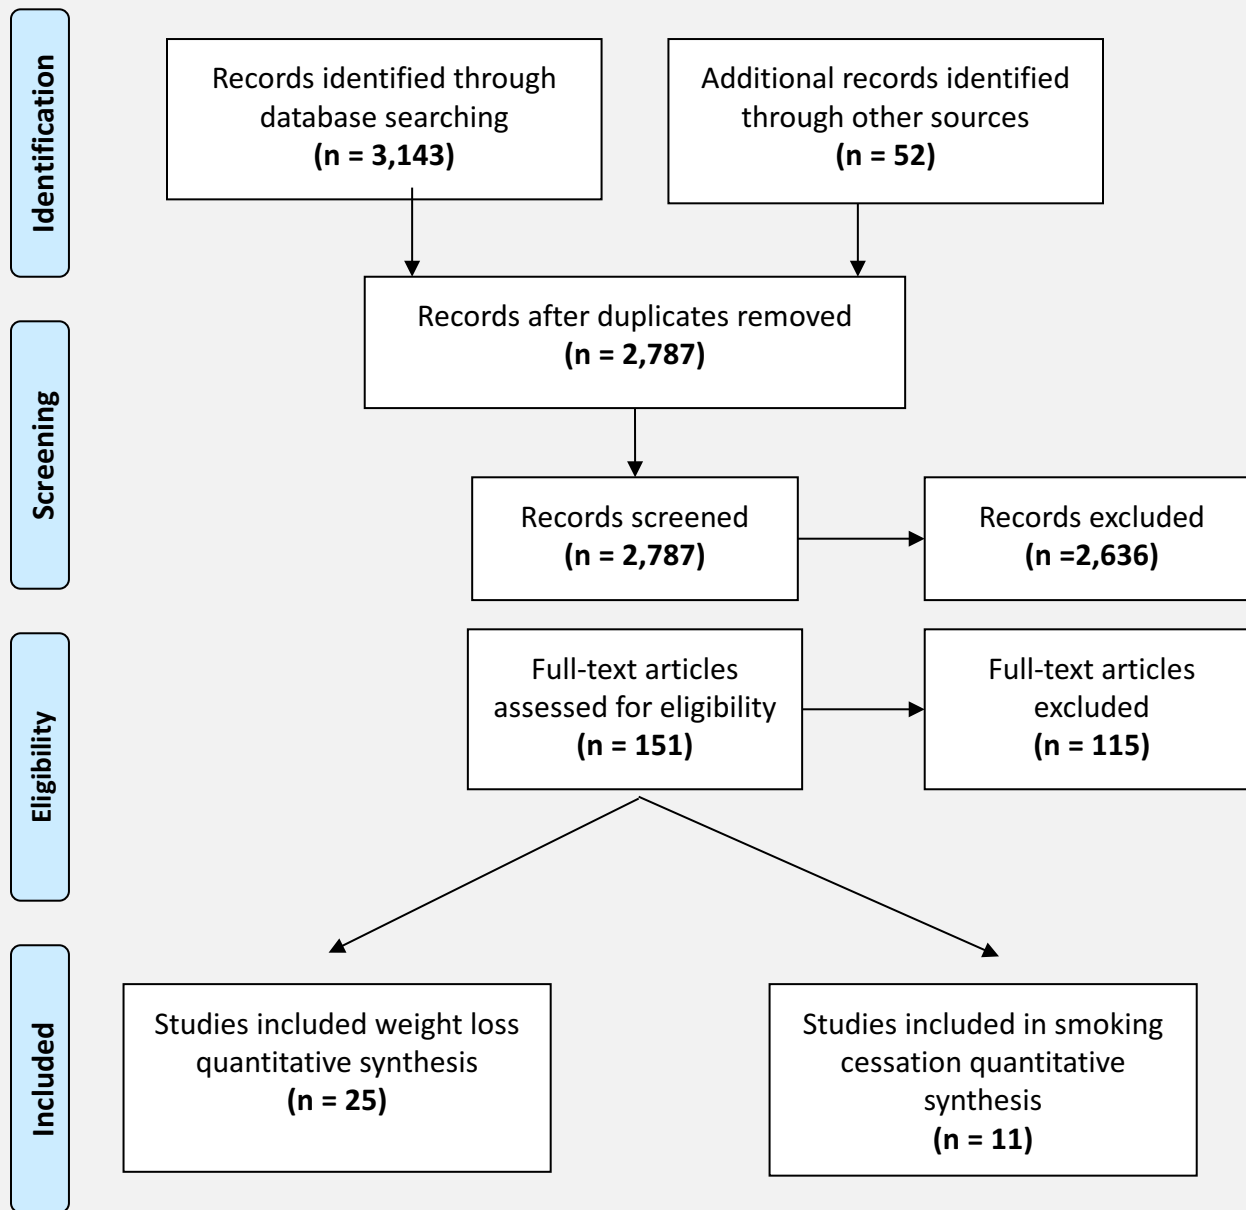 Identification
Records identified through
database searching
(n = 3,143)
Additional records identified
through other sources
(n = 52)
Records after duplicates removed
(n = 2,787)
Screening
Records screened
(n = 2,787)
Records excluded
(n =2,636)
Eligibility
Full-text articles
assessed for eligibility
(n = 151)
Full-text articles
excluded
(n = 115)
Included
Studies included weight loss
quantitative synthesis
(n = 25)
Studies included in smoking
cessation quantitative
synthesis
(n = 11)